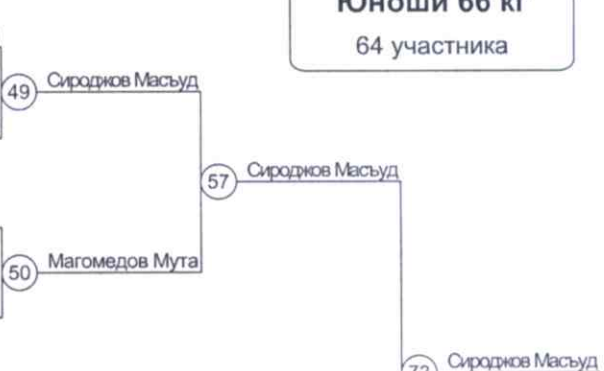 Юноши 66 кг
64 участника
49 Сироджов Масъуд
57 Сироджов Масъуд
50 Магомедов Мута
Сироджов Масъуд